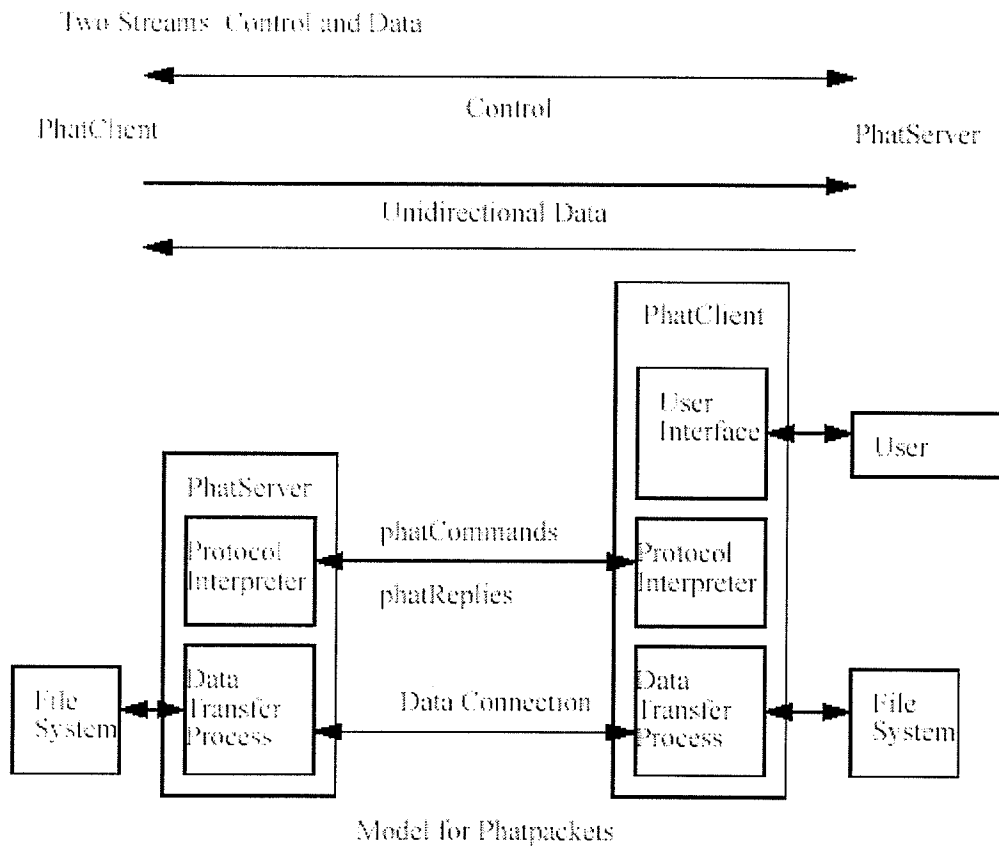 Two Streams Control and Data
Control
PhatClient
PhatServer
Unidirectional Data
PhatClient
User
Interface
User
PhatServer
Protocol
Interpreter
phatCommands
phatReplies
Protocol
Interpreter
File
System
Data
Transfer
Process
Data Connection
Data
Transfer
Process
File
System
Model for Phatpackets